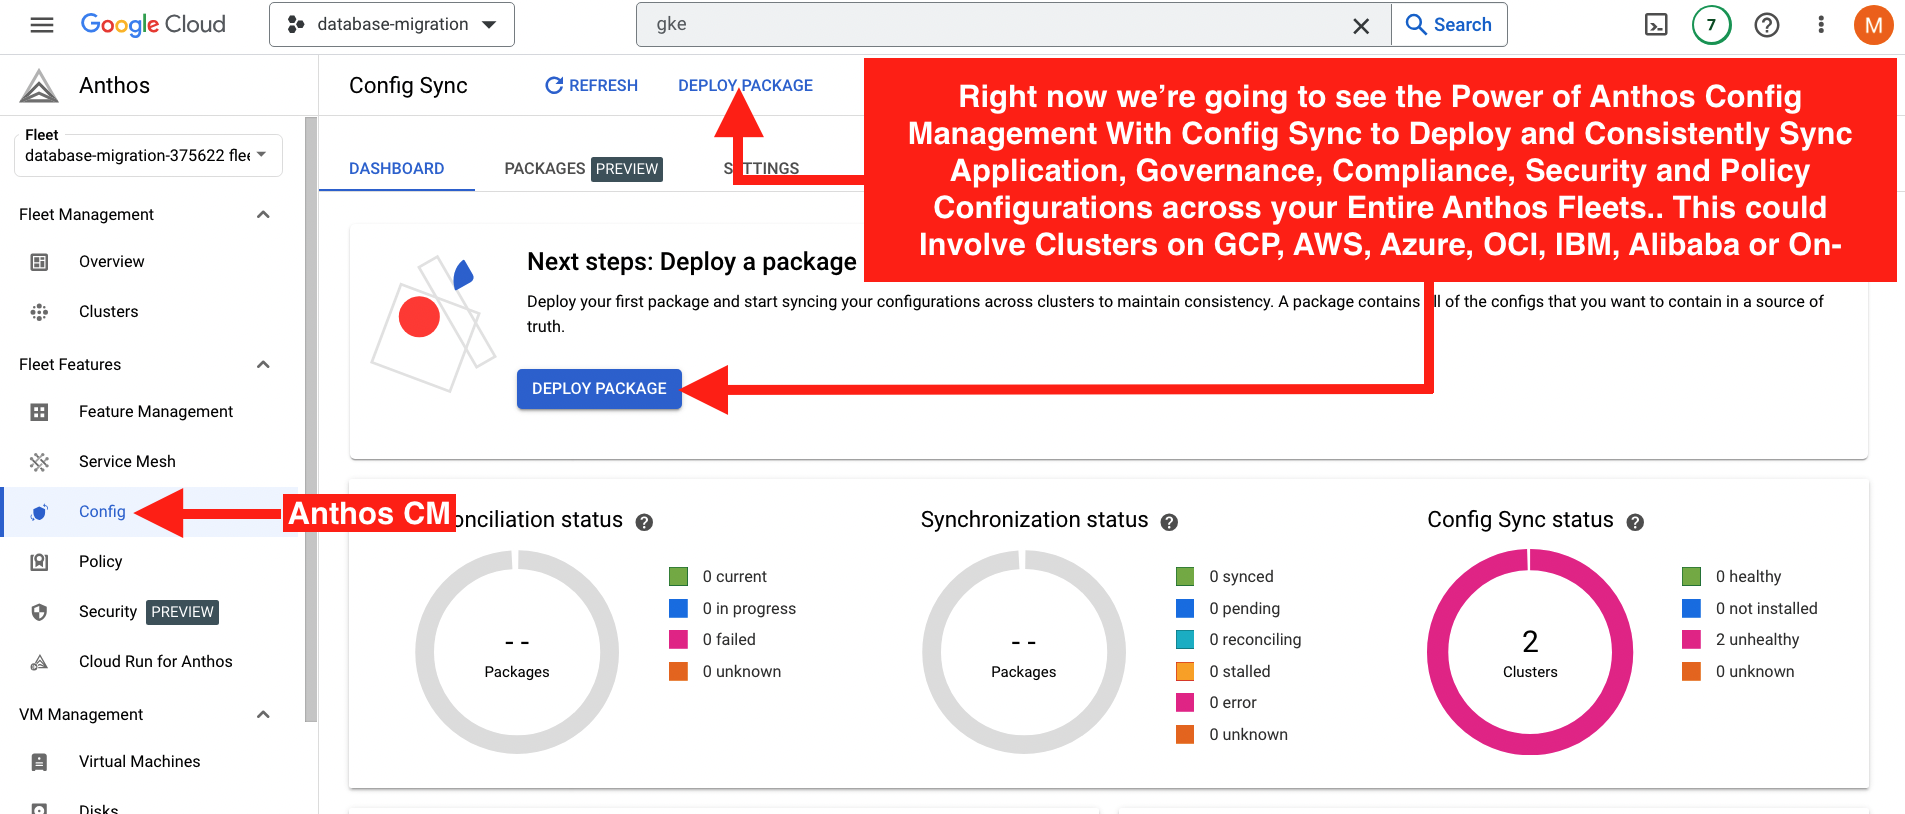 Google Cloud
database-migration
gke
Search
7
M
Anthos
Config Sync
REFRESH
DEPLOY PACKAGE
Right now we’re going to see the Power of Anthos Config
Management With Config Sync to Deploy and Consistently Sync
Application, Governance, Compliance, Security and Policy
Configurations across your Entire Anthos Fleets.. This could
Involve Clusters on GCP, AWS, Azure, OCI, IBM, Alibaba or On-
Fleet
database-migration-375622 flee
DASHBOARD
PACKAGES PREVIEW
SETTINGS
Fleet Management
Overview
Clusters
Fleet Features
Feature Management
Service Mesh
Config
Policy
Security PREVIEW
Cloud Run for Anthos
VM Management
Virtual Machines
Disks
Next steps: Deploy a package
Deploy your first package and start syncing your configurations across clusters to maintain consistency. A package contains ll of the configs that you want to contain in a source of
truth.
DEPLOY PACKAGE
Anthos CM
onciliation status
-- 
Packages
0 current
0 in progress
0 failed
0 unknown
Synchronization status
--
Packages
0 synced
0 pending
0 reconciling
0 stalled
0 error
0 unknown
Config Sync status
2
Clusters
0 healthy
0 not installed
2 unhealthy
0 unknown